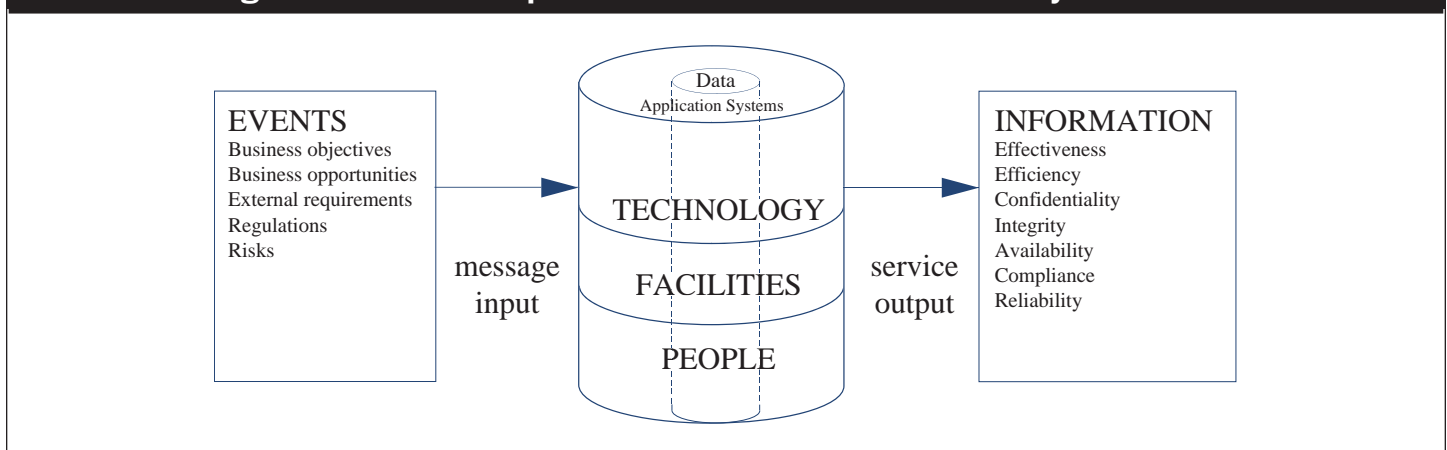 EVENTS
Business objectives
Business opportunities
External requirements
Regulations
Risks
message
input
Data
Application Systems
TECHNOLOGY
FACILITIES
PEOPLE
service
output
INFORMATION
Effectiveness
Efficiency
Confidentiality
Integrity
Availability
Compliance
Reliability